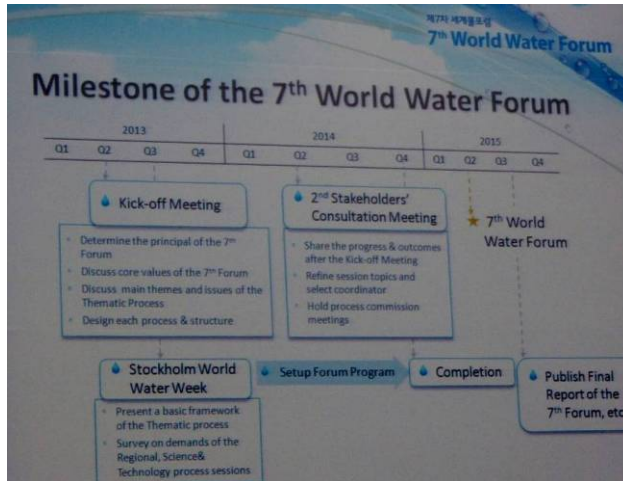 제7차 세계물포럼
7th World Water Forum
Milestone of the 7th World Water Forum
2013
2014
2015
Q1 Q2 Q3 Q4 Q1 Q2 Q3 Q4 Q1 Q2 Q3 Q4
Kick-off Meeting
Determine the principal of the 7th
Forum
Discuss core values of the 7th Forum
Discuss main themes and issues of the
Thematic Process
Design each process & structure
2nd Stakeholders'
Consultation Meeting
Share the progress & outcomes
after the Kick-off Meeting
Refine session topics and
select coordinator
Hold process commission
meetings
7th World
Water Forum
Stockholm World
Water Week
Present a basic framework
of the Thematic process
Survey on demands of the
Regional, Science&
Technology process sessions
Setup Forum Program
Completion
Publish Final
Report of the
7th Forum, etc